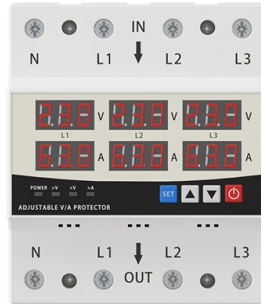 IN
N L1 L2 L3
V V V
L1 L2 L3
A A A
POWER >V <V >A
SET
ADJUSTABLE V/A PROTECTOR
N L1 L2 L3
OUT